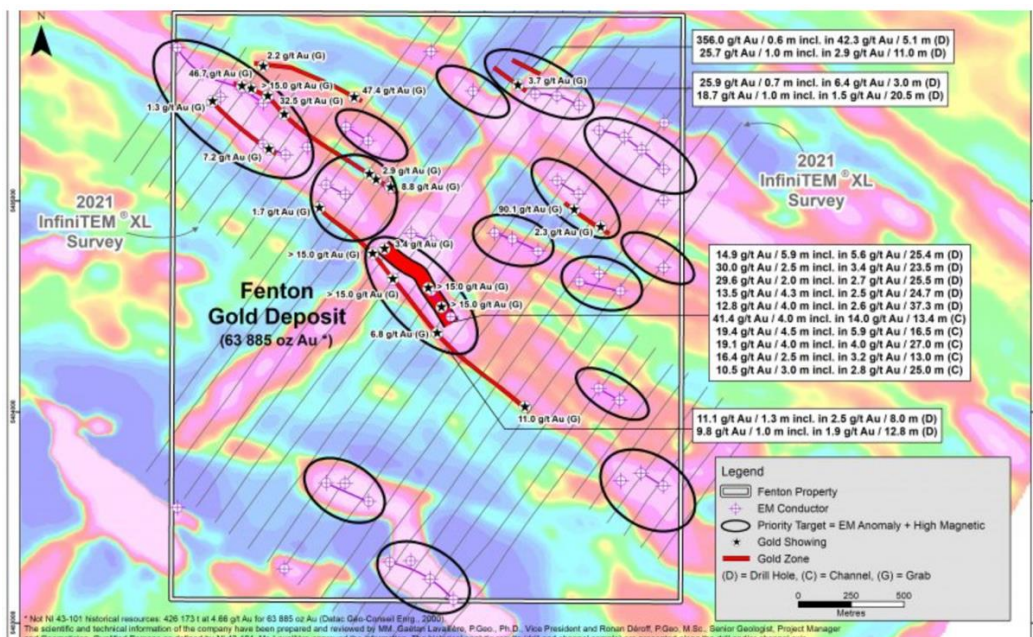 N
2.2 g/t Au (G)
46.7 g/t Au (G)
> 15.0 g/t Au (G)
47.4 g/t Au (G)
1.3 g/t Au (G)
32.5 g/t Au (G)
7.2 g/t Au (G)
3.7 g/t Au (G)
356.0 g/t Au / 0.6 m incl. in 42.3 g/t Au / 5.1 m (D)
25.7 g/t Au / 1.0 m incl. in 2.9 g/t Au / 11.0 m (D)
25.9 g/t Au / 0.7 m incl. in 6.4 g/t Au / 3.0 m (D)
18.7 g/t Au / 1.0 m incl. in 1.5 g/t Au / 20.5 m (D)
2021
InfiniTEM® XL
Survey
2021
InfiniTEM® XL
Survey
2.9 g/t Au (G)
8.8 g/t Au (G)
1.7 g/t Au (G)
90.1 g/t Au (G)
2.3 g/t Au (G)
3.4 g/t Au (G)
> 15.0 g/t Au (G)
> 15.0 g/t Au (G)
> 15.0 g/t Au (G)
> 15.0 g/t Au (G)
Fenton
Gold Deposit
(63 885 oz Au *)
6.8 g/t Au (G)
11.0 g/t Au (G)
14.9 g/t Au / 5.9 m incl. in 5.6 g/t Au / 25.4 m (D)
30.0 g/t Au / 2.5 m incl. in 3.4 g/t Au / 23.5 m (D)
29.6 g/t Au / 2.0 m incl. in 2.7 g/t Au / 25.5 m (D)
13.5 g/t Au / 4.3 m incl. in 2.5 g/t Au / 24.7 m (D)
2.8 g/t Au / 4.0 m incl. in 2.6 g/t Au / 37.3 m (D)
41.4 g/t Au / 4.0 m incl. in 14.0 g/t Au / 13.4 m (C)
19.4 g/t Au / 4.5 m incl. in 5.9 g/t Au / 16.5 m (C)
19.1 g/t Au / 4.0 m incl. in 4.0 g/t Au / 27.0 m (C)
16.4 g/t Au / 2.5 m incl. in 3.2 g/t Au / 13.0 m (C)
10.5 g/t Au / 3.0 m incl. in 2.8 g/t Au / 25.0 m (C)
11.1 g/t Au / 1.3 m incl. in 2.5 g/t Au / 8.0 m (D)
9.8 g/t Au / 1.0 m incl. in 1.9 g/t Au / 12.8 m (D)
Legend
Fenton Property
EM Conductor
Priority Target = EM Anomaly + High Magnetic
Gold Showing
Gold Zone
(D) = Drill Hole, (C) = Channel, (G) = Grab
0 250 500
Metres
* Not NI 43-101 historical resources: 426 173 t at 4.66 g/t Au for 63 885 oz Au (Datac Géo-Conseil Enrg., 2000).
The scientific and technical information of the company have been prepared and reviewed by MM. Gaëtan Lavallière, P.Geo., Ph.D., Vice President and Ronan Déroff, P.Geo, M.Sc., Senior Geologist, Project Manager